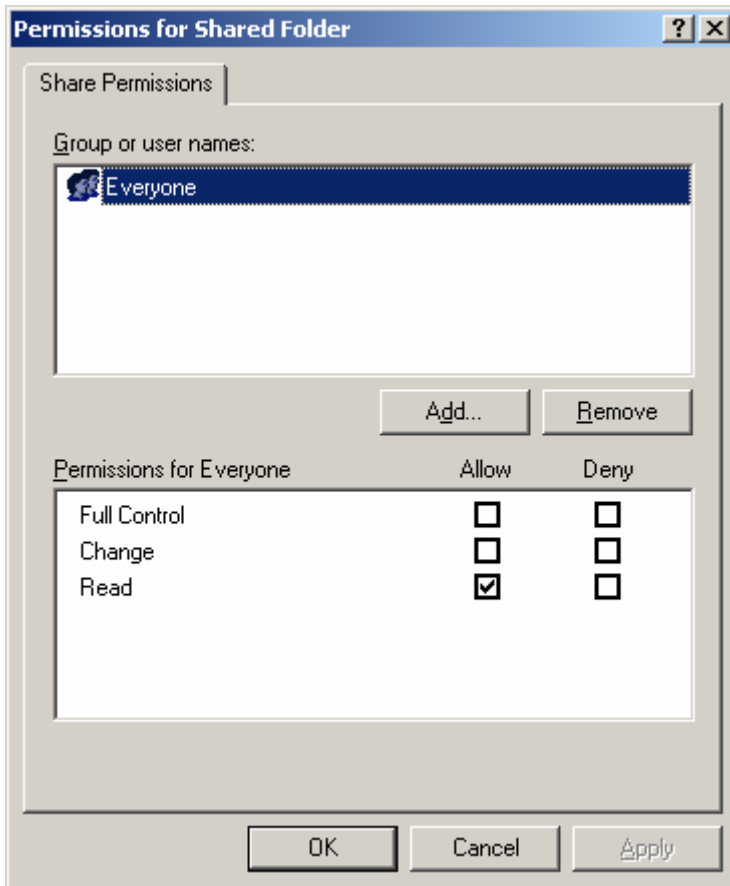 Permissions for Shared Folder
Share Permissions
Group or user names:
Everyone
Add... Remove
Permissions for Everyone Allow Deny
Full Control
Change
Read
OK Cancel Apply